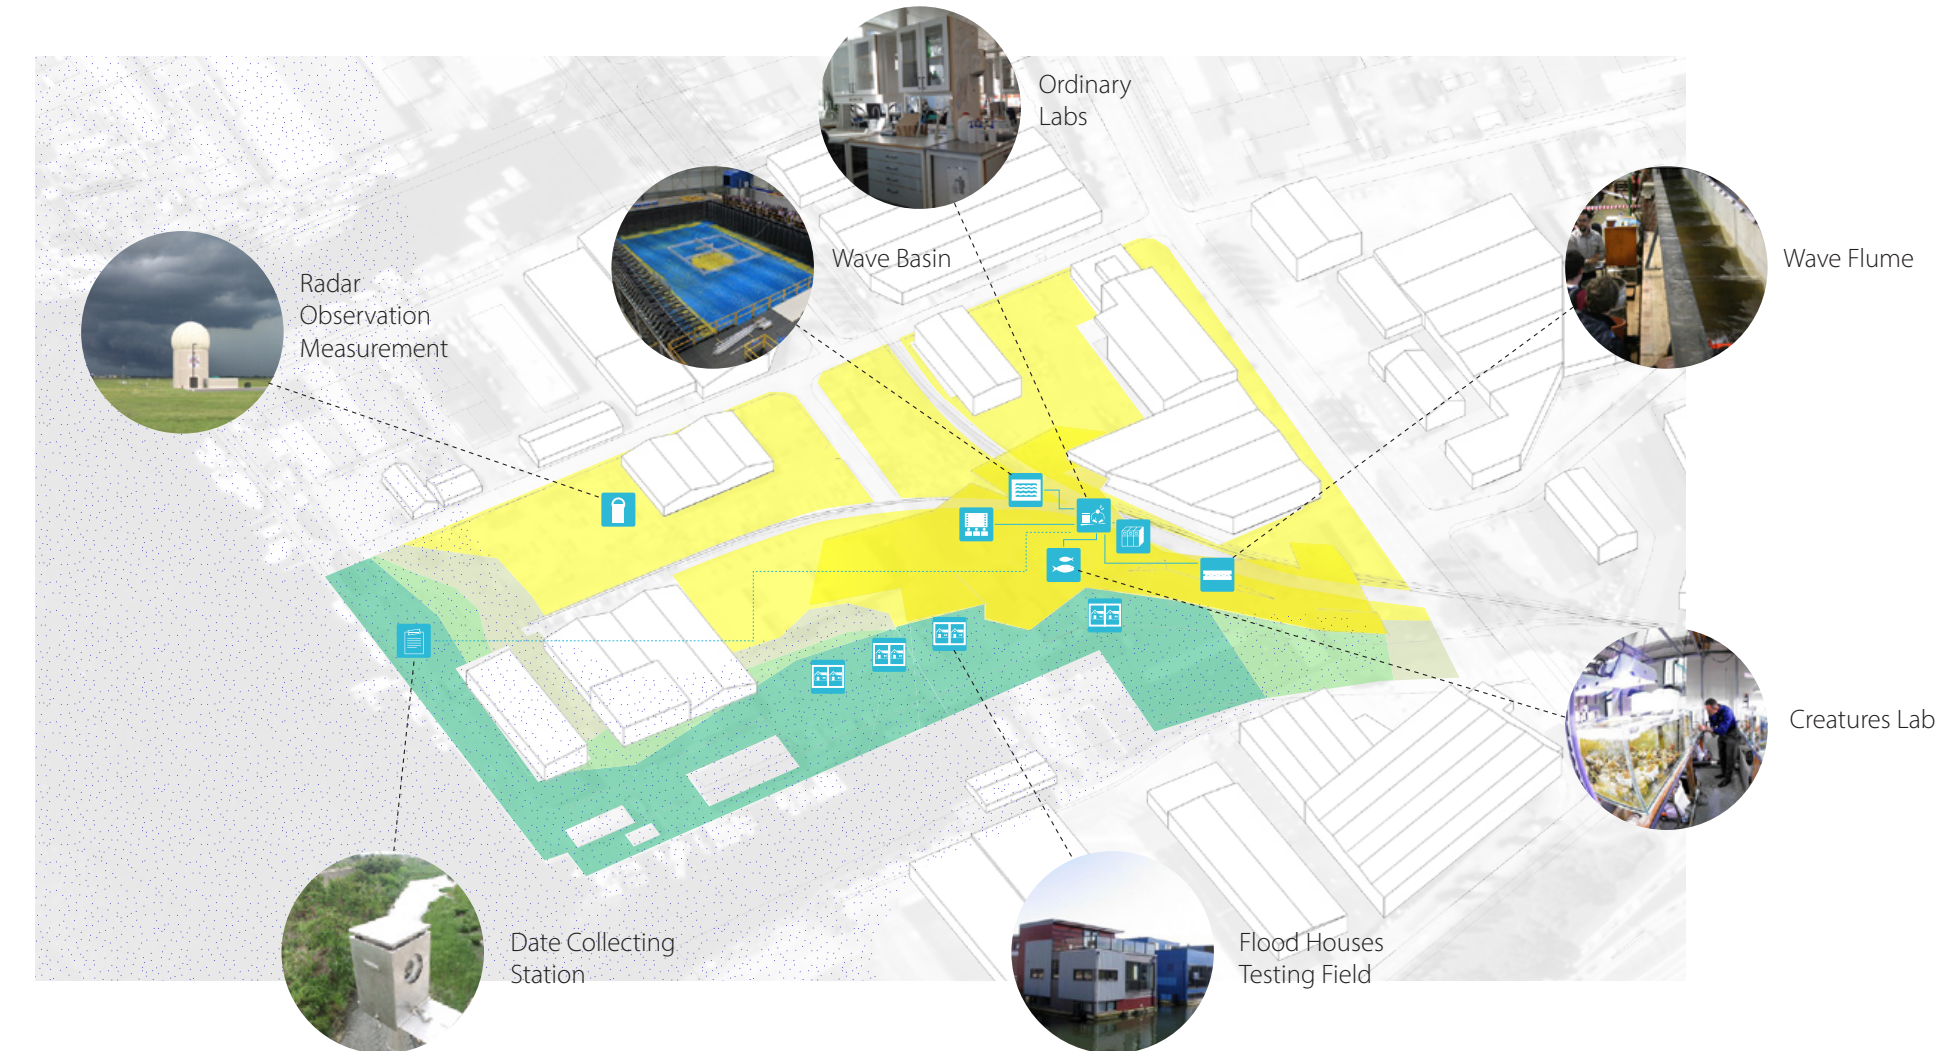 Ordinary
Labs
Wave Basin
Wave Flume
Radar
Observation
Measurement
Creatures Lab
Date Collecting
Station
Flood Houses
Testing Field